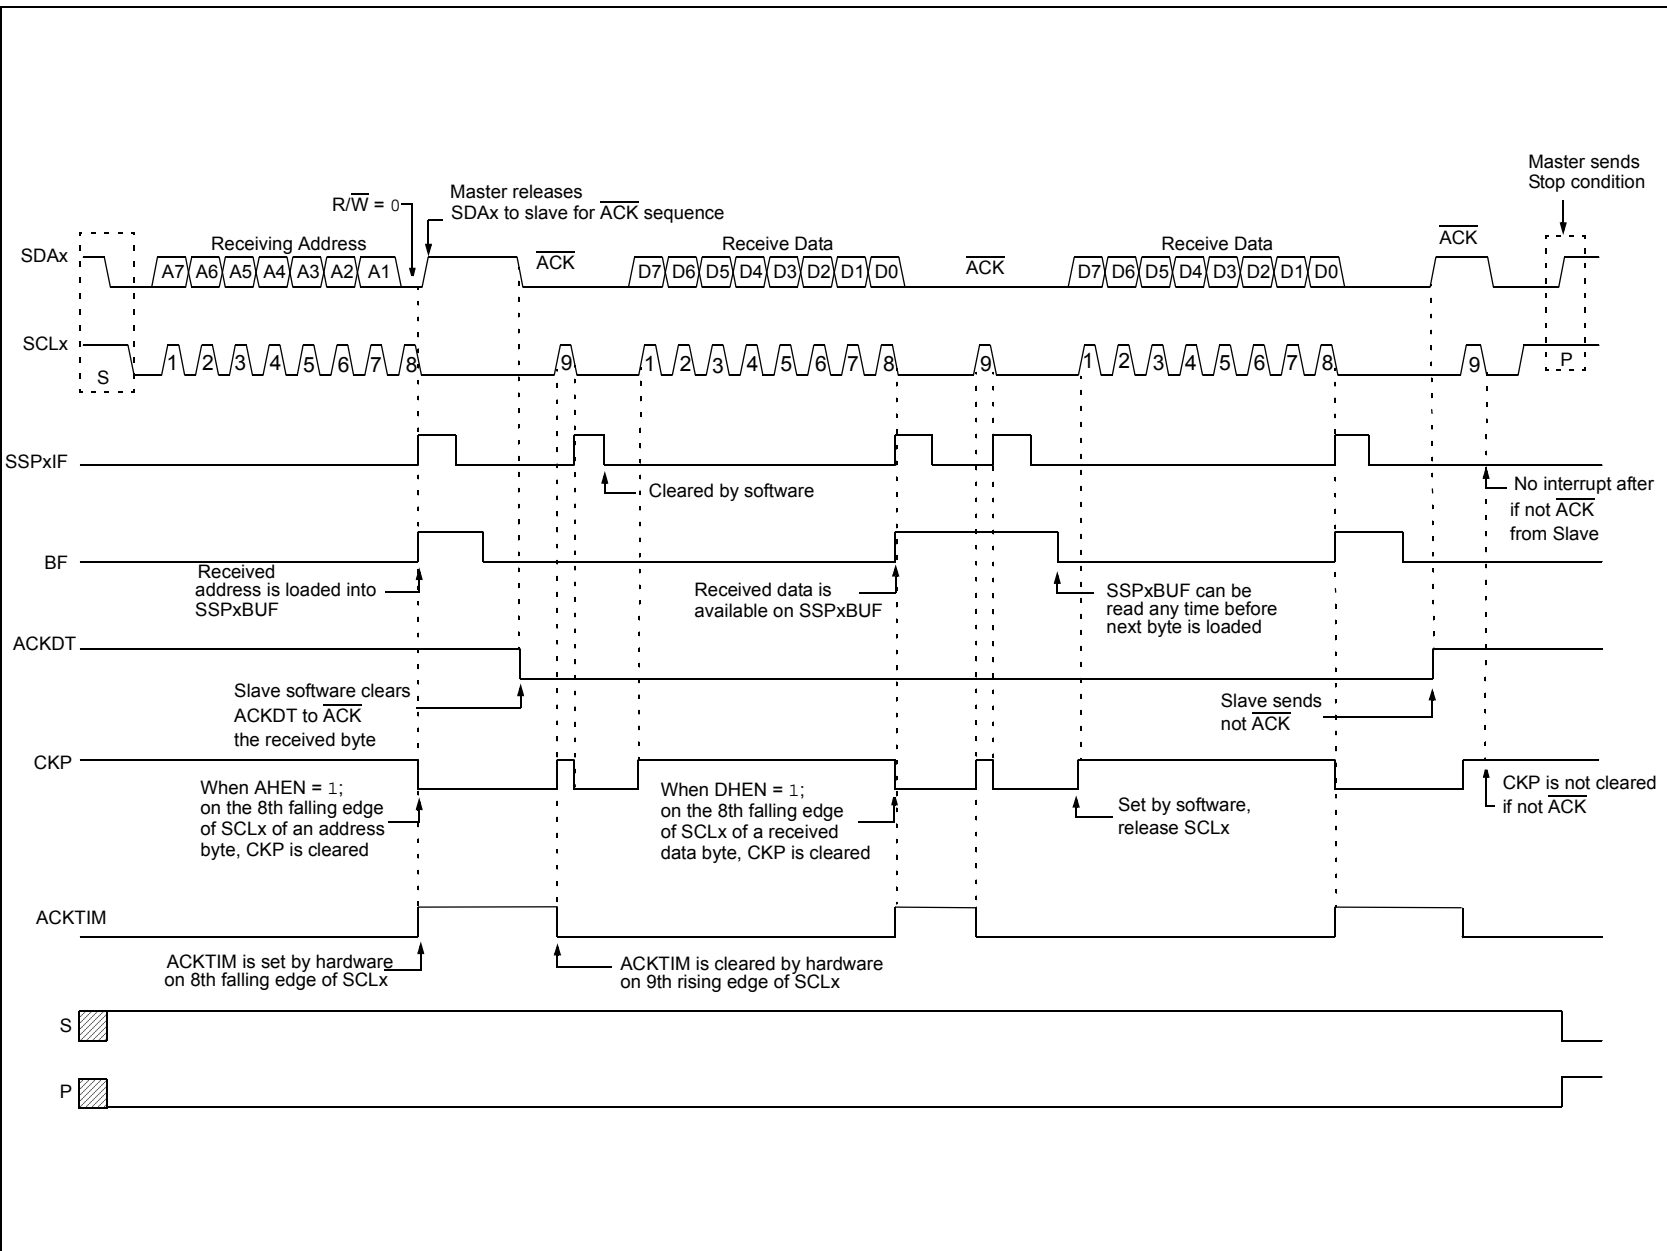 Master sends
Stop condition
R/W = 0
Master releases
SDAx to slave for ACK sequence
SDAx
Receiving Address
ACK
Receive Data
ACK
Receive Data
ACK
A7 A6 A5 A4 A3 A2 A1
D7 D6 D5 D4 D3 D2 D1 D0
D7 D6 D5 D4 D3 D2 D1 D0
SCLx
S
1 2 3 4 5 6 7 8 9
1 2 3 4 5 6 7 8 9
1 2 3 4 5 6 7 8 9
P
SSPxIF
Cleared by software
No interrupt after
if not ACK
from Slave
BF
Received
address is loaded into
SSPxBUF
Received data is
available on SSPxBUF
SSPxBUF can be
read any time before
next byte is loaded
ACKDT
Slave software clears
ACKDT to ACK
the received byte
Slave sends
not ACK
CKP
When AHEN = 1;
on the 8th falling edge
of SCLx of an address
byte, CKP is cleared
When DHEN = 1;
on the 8th falling edge
of SCLx of a received
data byte, CKP is cleared
Set by software,
release SCLx
CKP is not cleared
if not ACK
ACKTIM
ACKTIM is set by hardware
on 8th falling edge of SCLx
ACKTIM is cleared by hardware
on 9th rising edge of SCLx
S
P